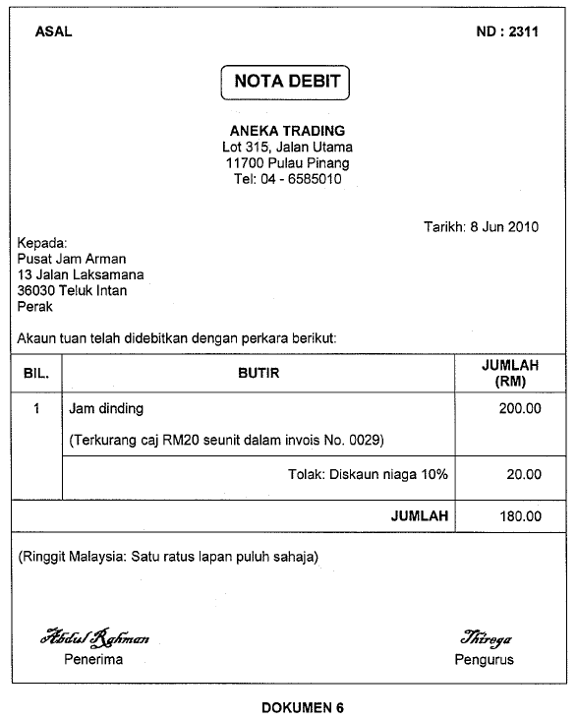 ASAL ND : 2311
NOTA DEBIT
ANEKA TRADING
Lot 315, Jalan Utama
11700 Pulau Pinang
Tel: 04 - 6585010
Tarikh: 8 Jun 2010
Kepada:
Pusat Jam Arman
13 Jalan Laksamana
36030 Teluk Intan
Perak
Akaun tuan telah didebitkan dengan perkara berikut:
BIL. BUTIR JUMLAH (RM)
1 Jam dinding 200.00
(Terkurang caj RM20 seunit dalam invois No. 0029)
Tolak: Diskaun niaga 10% 20.00
JUMLAH 180.00
(Ringgit Malaysia: Satu ratus lapan puluh sahaja)
Abdul Rahman Thirega
Penerima Pengurus
DOKUMEN 6